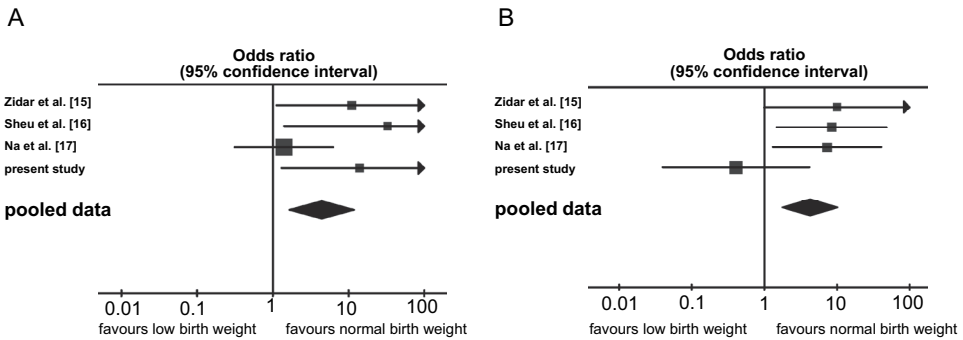 A
Odds ratio
(95% confidence interval)
Zidar et al. [15]
Sheu et al. [16]
Na et al. [17]
present study
pooled data
0.01 0.1 1 10 100
favours low birth weight favours normal birth weight
B
Odds ratio
(95% confidence interval)
Zidar et al. [15]
Sheu et al. [16]
Na et al. [17]
present study
pooled data
0.01 0.1 1 10 100
favours low birth weight favours normal birth weight